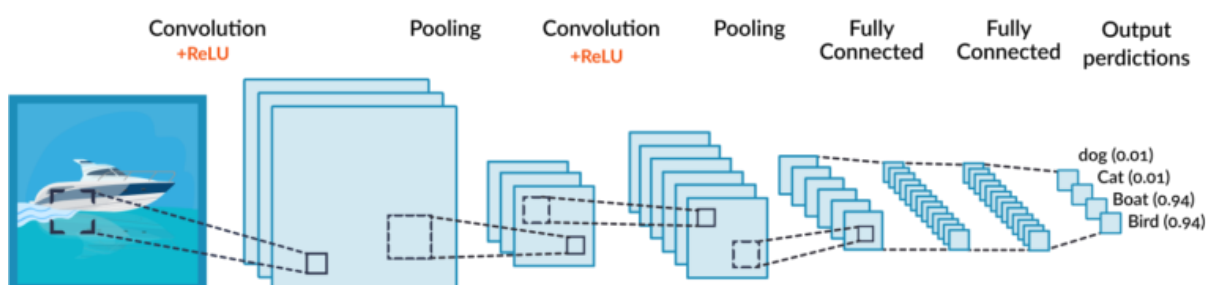 Convolution
+ReLU
Pooling
Convolution
+ReLU
Pooling
Fully
Connected
Fully
Connected
Output
perdictions
dog (0.01)
Cat (0.01)
Boat (0.94)
Bird (0.94)